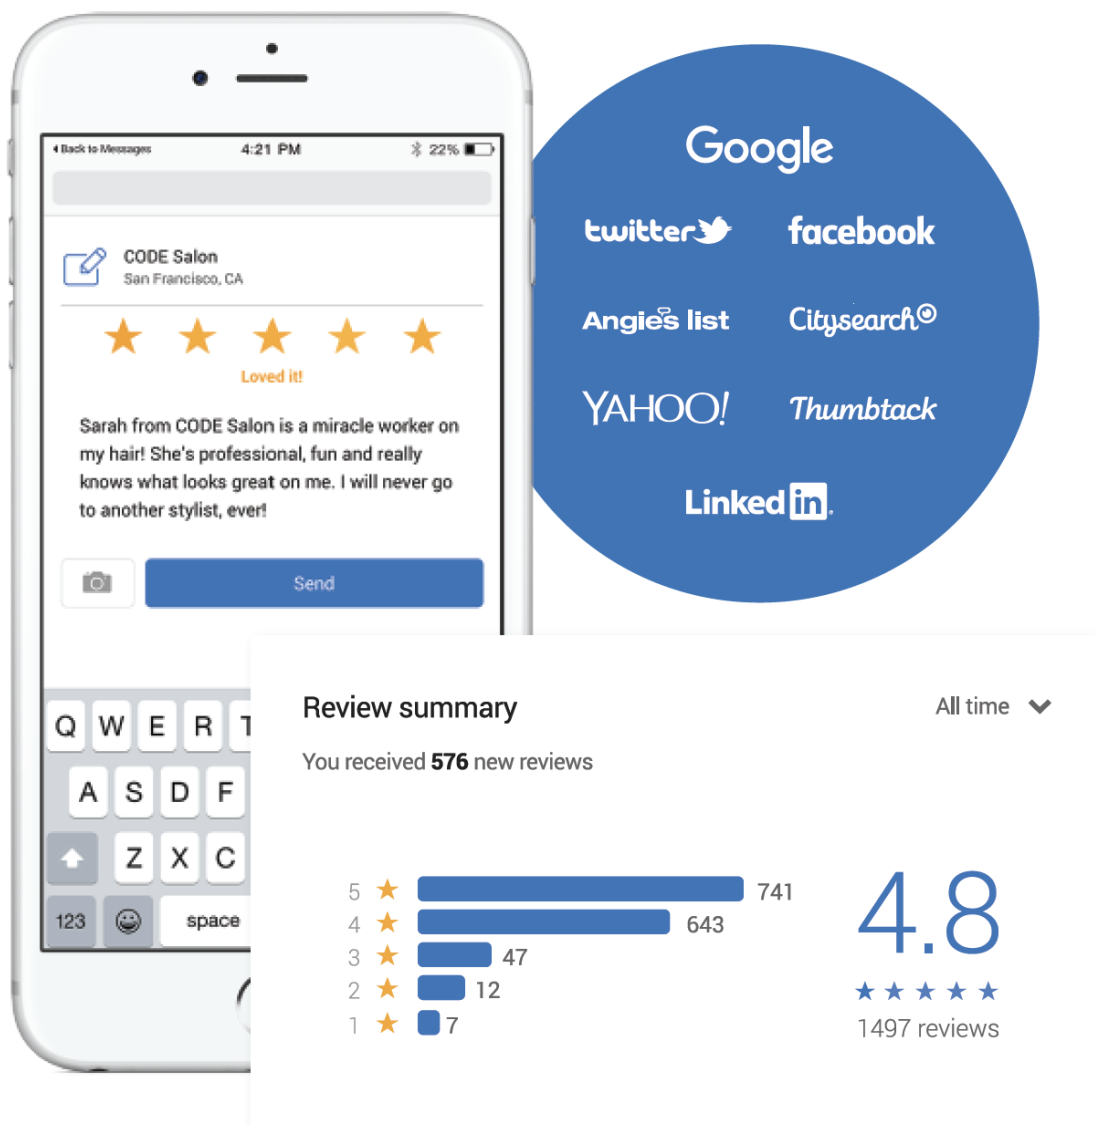 Back to Messages 4:21 PM 22%
CODE Salon
San Francisco, CA
Loved it!
Sarah from CODE Salon is a miracle worker on
my hair! She's professional, fun and really
knows what looks great on me. I will never go
to another stylist, ever!
Send
Q W E R T
A S D F
Z X C
123 space
Google
twitter facebook
Angie's list Citysearch
YAHOO! Thumbtack
Linked in.
Review summary All time
You received 576 new reviews
5 741
4 643
3 47
2 12
1 7
4.8
1497 reviews